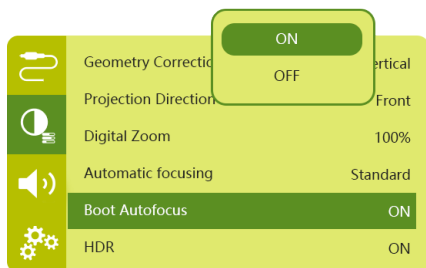 ON
OFF
Geometry Correctio
ertical
Projection Direction
Front
Digital Zoom
100%
Automatic focusing
Standard
Boot Autofocus
ON
HDR
ON